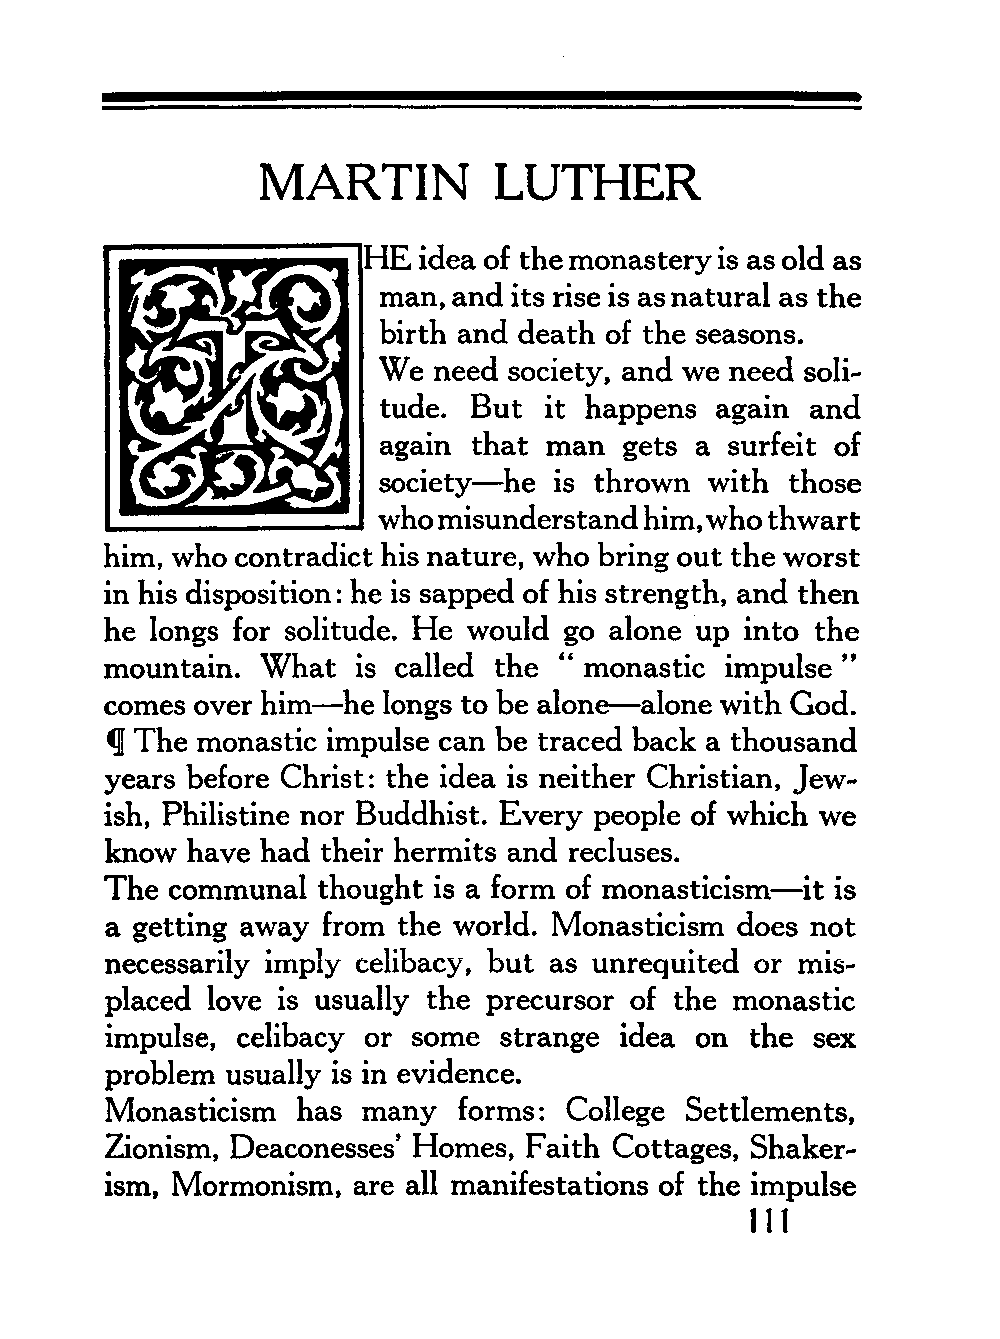 MARTIN LUTHER
THE idea of the monastery is as old as
man, and its rise is as natural as the
birth and death of the seasons.
We need society, and we need soli-
tude. But it happens again and
again that man gets a surfeit of
society—he is thrown with those
who misunderstand him, who thwart
him, who contradict his nature, who bring out the worst
in his disposition: he is sapped of his strength, and then
he longs for solitude. He would go alone up into the
mountain. What is called the “ monastic impulse ”
comes over him—he longs to be alone—alone with God.
¶ The monastic impulse can be traced back a thousand
years before Christ: the idea is neither Christian, Jew-
ish, Philistine nor Buddhist. Every people of which we
know have had their hermits and recluses.
The communal thought is a form of monasticism—it is
a getting away from the world. Monasticism does not
necessarily imply celibacy, but as unrequited or mis-
placed love is usually the precursor of the monastic
impulse, celibacy or some strange idea on the sex
problem usually is in evidence.
Monasticism has many forms: College Settlements,
Zionism, Deaconesses’ Homes, Faith Cottages, Shaker-
ism, Mormonism, are all manifestations of the impulse
111